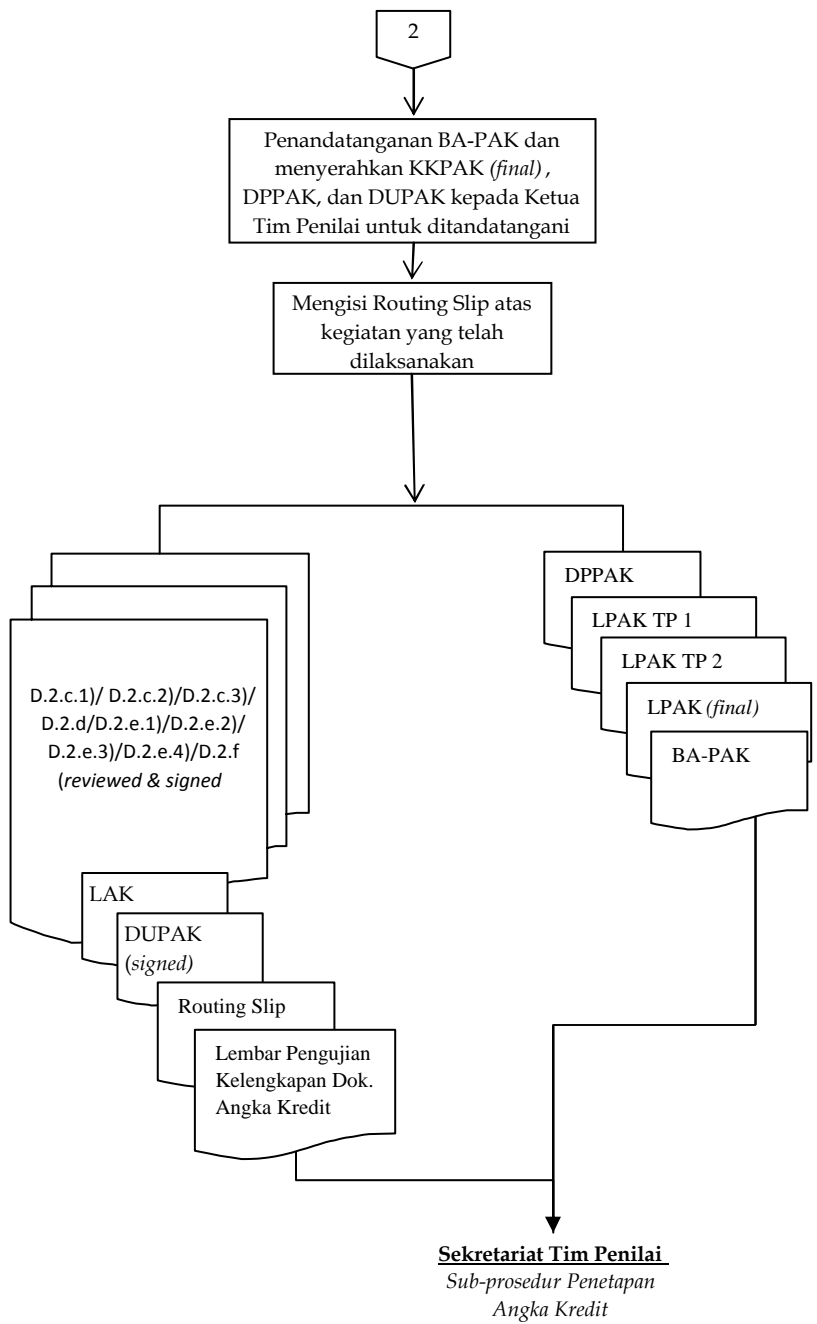 2
Penandatanganan BA-PAK dan
menyerahkan KKPAK (final) ,
DPPAK, dan DUPAK kepada Ketua
Tim Penilai untuk ditandatangani
Mengisi Routing Slip atas
kegiatan yang telah
dilaksanakan
D.2.c.1)/ D.2.c.2)/D.2.c.3)/
D.2.d/D.2.e.1)/D.2.e.2)/
D.2.e.3)/D.2.e.4)/D.2.f
(reviewed & signed
LAK
DUPAK
(signed)
Routing Slip
Lembar Pengujian
Kelengkapan Dok.
Angka Kredit
DPPAK
LPAK TP 1
LPAK TP 2
LPAK (final)
BA-PAK
Sekretariat Tim Penilai
Sub-prosedur Penetapan
Angka Kredit